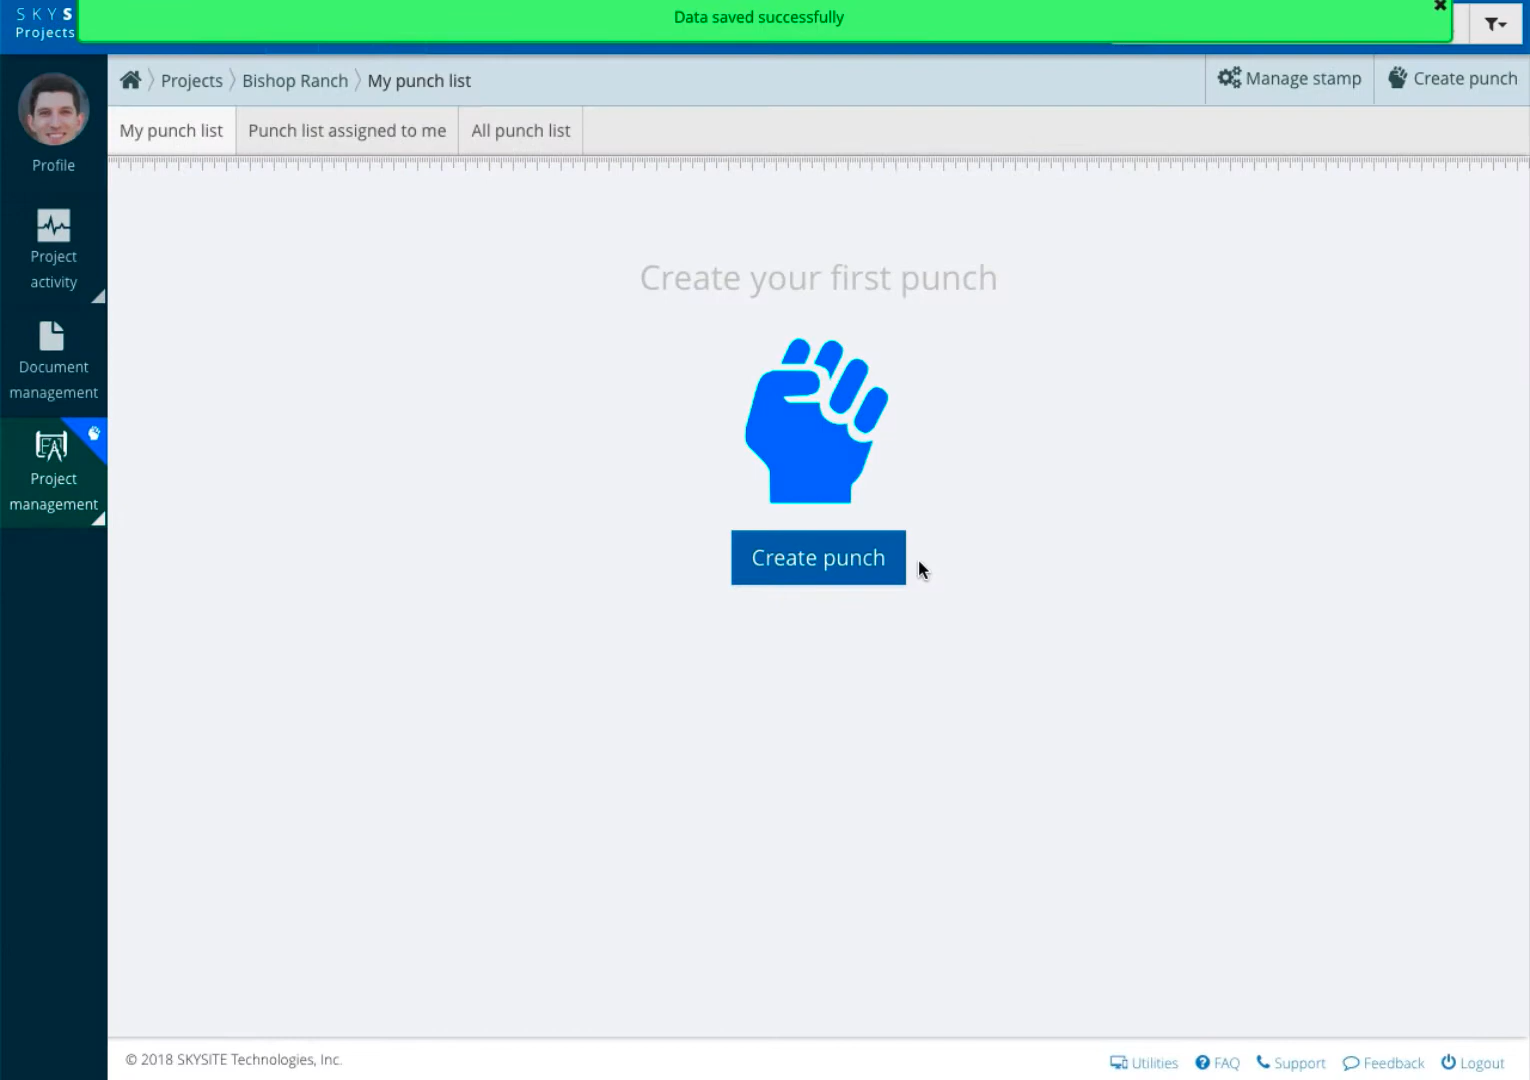 SKYS
Projects
Data saved successfully
Projects
Bishop Ranch
My punch list
Manage stamp
Create punch
My punch list
Punch list assigned to me
All punch list
Profile
Project
activity
Document
management
Project
management
Create your first punch
Create punch
© 2018 SKYSITE Technologies, Inc.
Utilities
FAQ
Support
Feedback
Logout